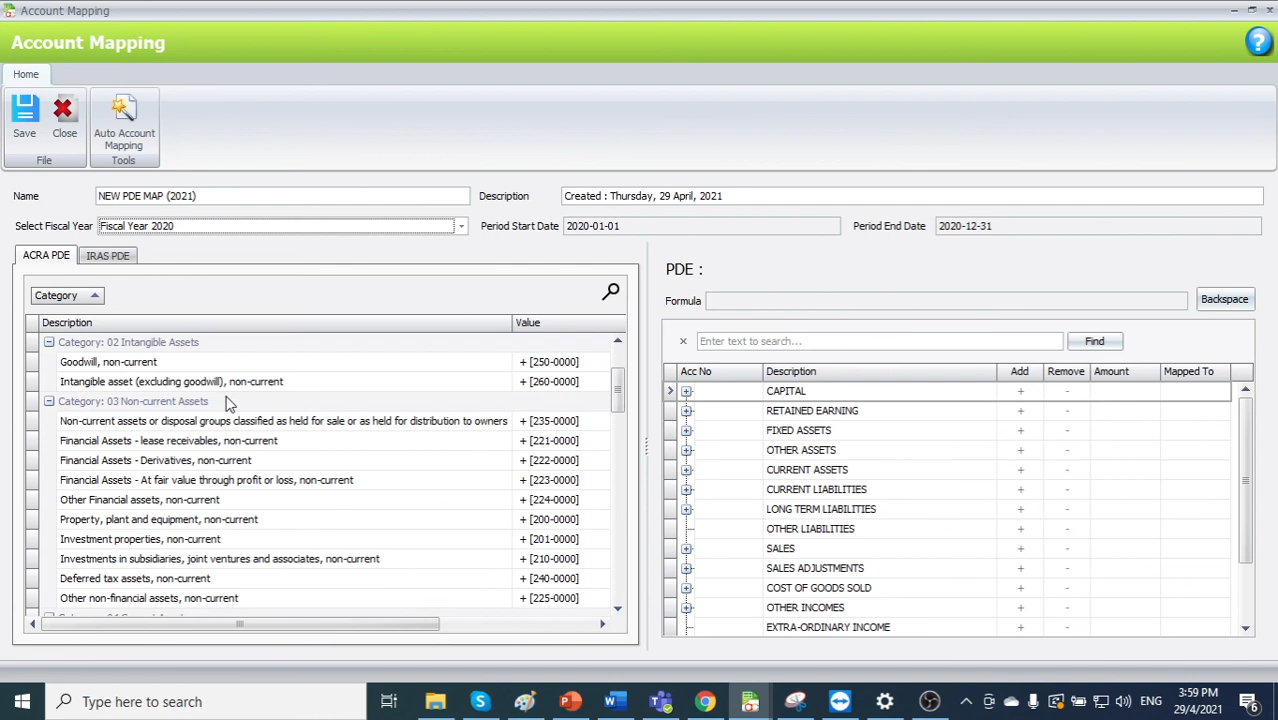 Account Mapping
Account Mapping
Home
Save
Close
Auto Account
Mapping
File
Tools
Name
NEW PDE MAP (2021)
Description
Created : Thursday, 29 April, 2021
Select Fiscal Year
Fiscal Year 2020
Period Start Date
2020-01-01
Period End Date
2020-12-31
ACRA PDE
IRAS PDE
Category
Description
Value
Category: 02 Intangible Assets
Goodwill, non-current
+ [250-0000]
Intangible asset (excluding goodwill), non-current
+ [260-0000]
Category: 03 Non-current Assets
Non-current assets or disposal groups classified as held for sale or as held for distribution to owners
+ [235-0000]
Financial Assets - lease receivables, non-current
+ [221-0000]
Financial Assets - Derivatives, non-current
+ [222-0000]
Financial Assets - At fair value through profit or loss, non-current
+ [223-0000]
Other Financial assets, non-current
+ [224-0000]
Property, plant and equipment, non-current
+ [200-0000]
Investment properties, non-current
+ [201-0000]
Investments in subsidiaries, joint ventures and associates, non-current
+ [210-0000]
Deferred tax assets, non-current
+ [240-0000]
Other non-financial assets, non-current
+ [225-0000]
PDE :
Formula
Backspace
× Enter text to search...
Find
Acc No
Description
Add
Remove
Amount
Mapped To
CAPITAL + -
RETAINED EARNING + -
FIXED ASSETS + -
OTHER ASSETS + -
CURRENT ASSETS + -
CURRENT LIABILITIES + -
LONG TERM LIABILITIES + -
OTHER LIABILITIES + -
SALES + -
SALES ADJUSTMENTS + -
COST OF GOODS SOLD + -
OTHER INCOMES + -
EXTRA-ORDINARY INCOME + -
Type here to search
ENG
3:59 PM
29/4/2021
6